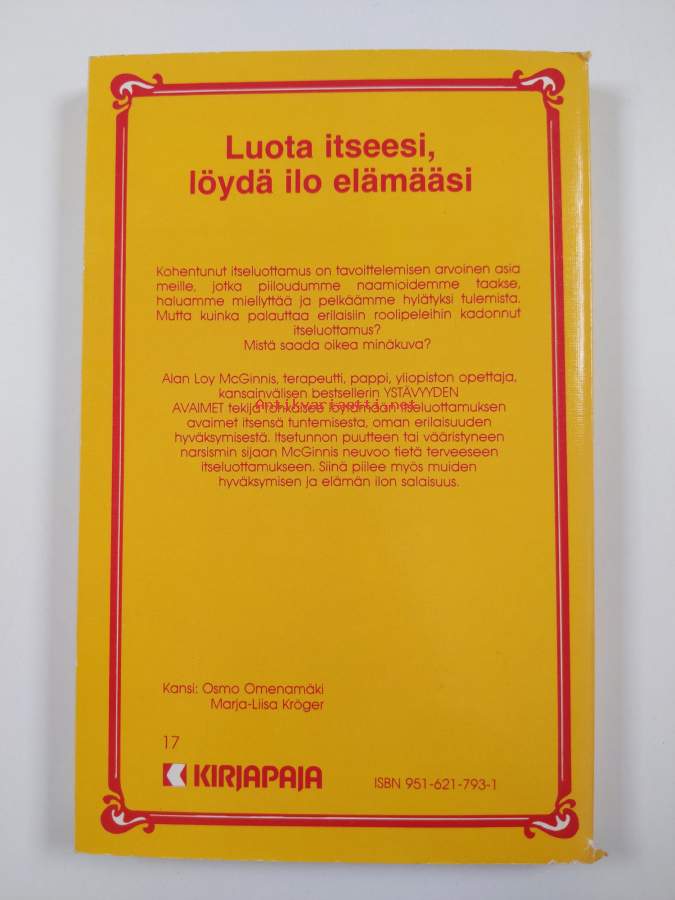 Luota itseesi,
löydä ilo elämääsi
Kohentunut itseluottamus on tavoittelemisen arvoinen asia
meille, jotka piiloudumme naamioidemme taakse,
haluamme miellyttää ja pelkäämme hylätyksi tulemista.
Mutta kuinka palauttaa erilaisiin roolipeleihin kadonnut
itseluottamus?
Mistä saada oikea minäkuva?
Alan Loy McGinnis, terapeutti, pappi, yliopiston opettaja,
kansainvälisen bestsellerin YSTÄVYYDEN
Antikvariaatti.net
AVAIMET tekijä rohkaisee löytämään itseluottamuksen
avaimet itsensä tuntemisesta, oman erilaisuuden
hyväksymisestä. Itsetunnon puutteen tai vääristyneen
narsismin sijaan McGinnis neuvoo tietä terveeseen
itseluottamukseen. Siinä piilee myös muiden
hyväksymisen ja elämän ilon salaisuus.
Kansi: Osmo Omenamäki
Marja-Liisa Kröger
17
KIRJAPAJA
ISBN 951-621-793-1